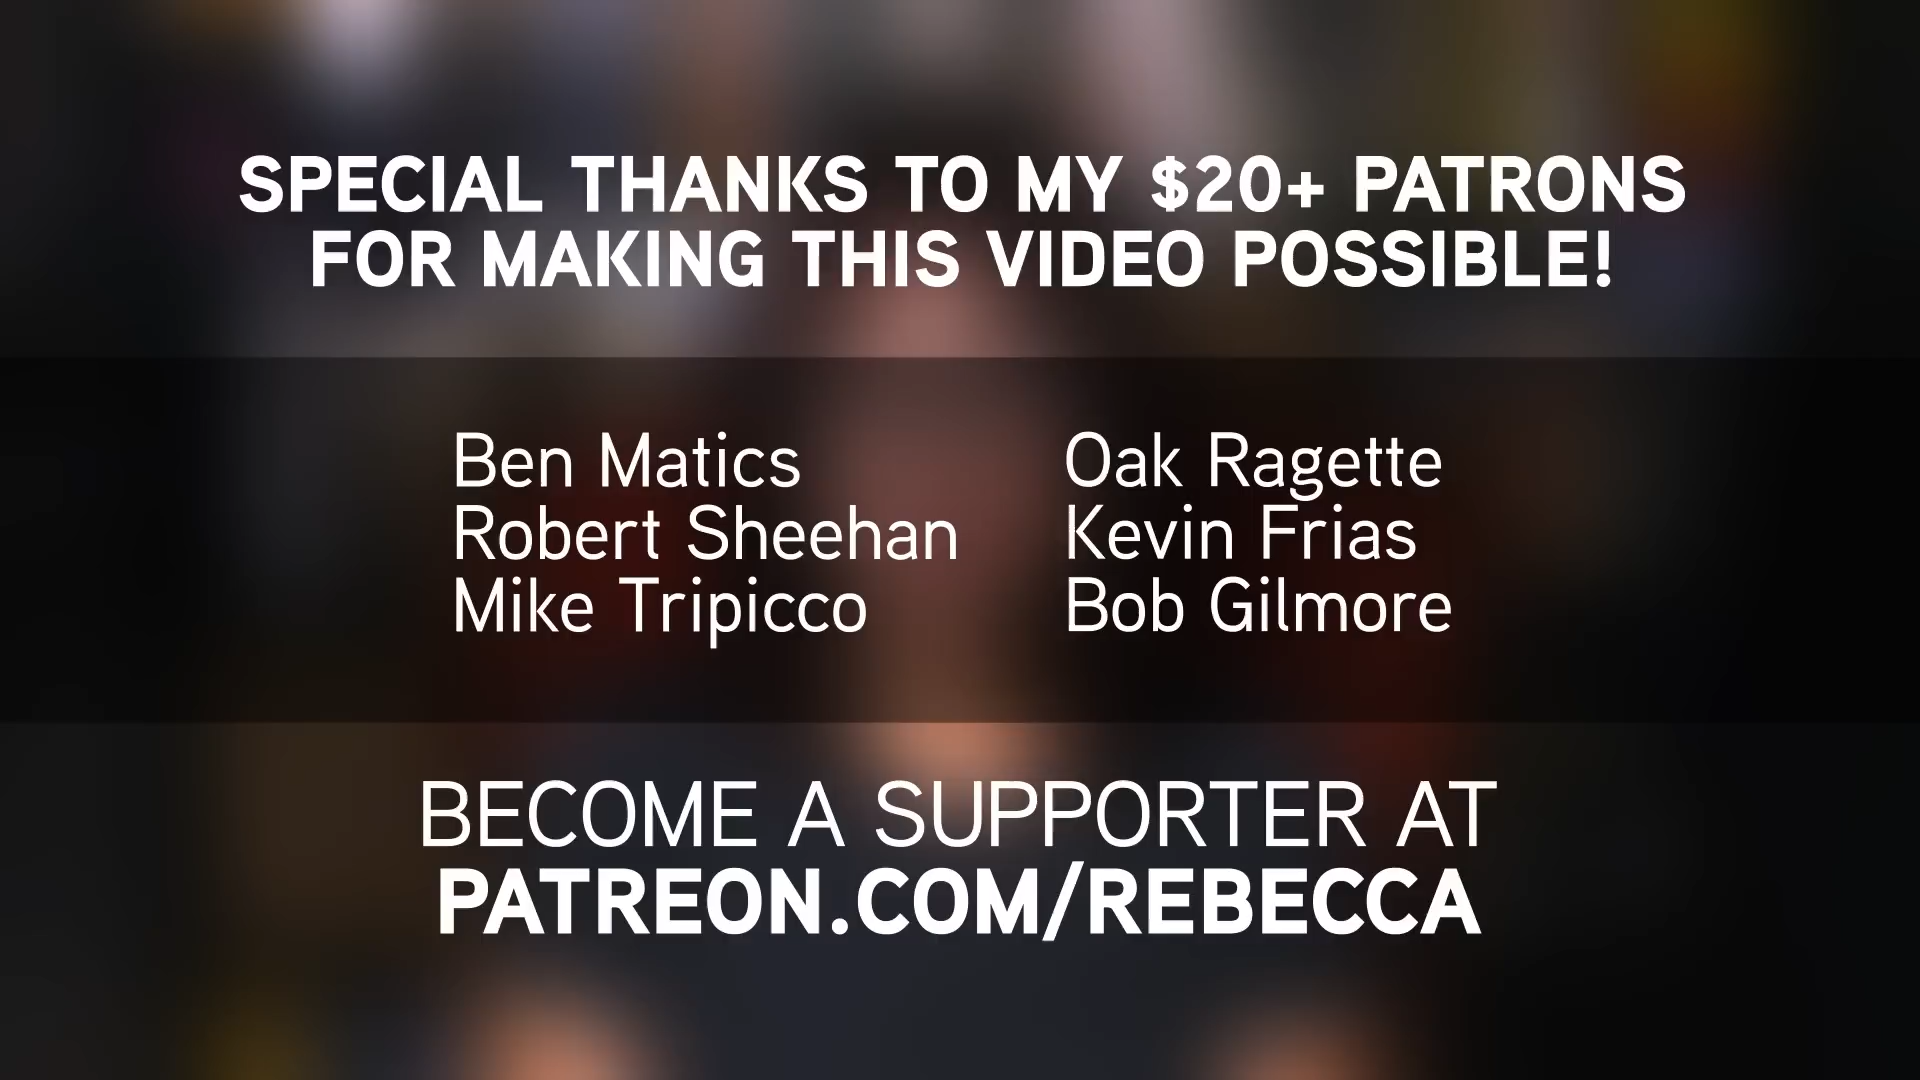 SPECIAL THANKS TO MY $20+ PATRONS
FOR MAKING THIS VIDEO POSSIBLE!
Ben Matics
Robert Sheehan
Mike Tripicco
Oak Ragette
Kevin Frias
Bob Gilmore
BECOME A SUPPORTER AT
PATREON.COM/REBECCA